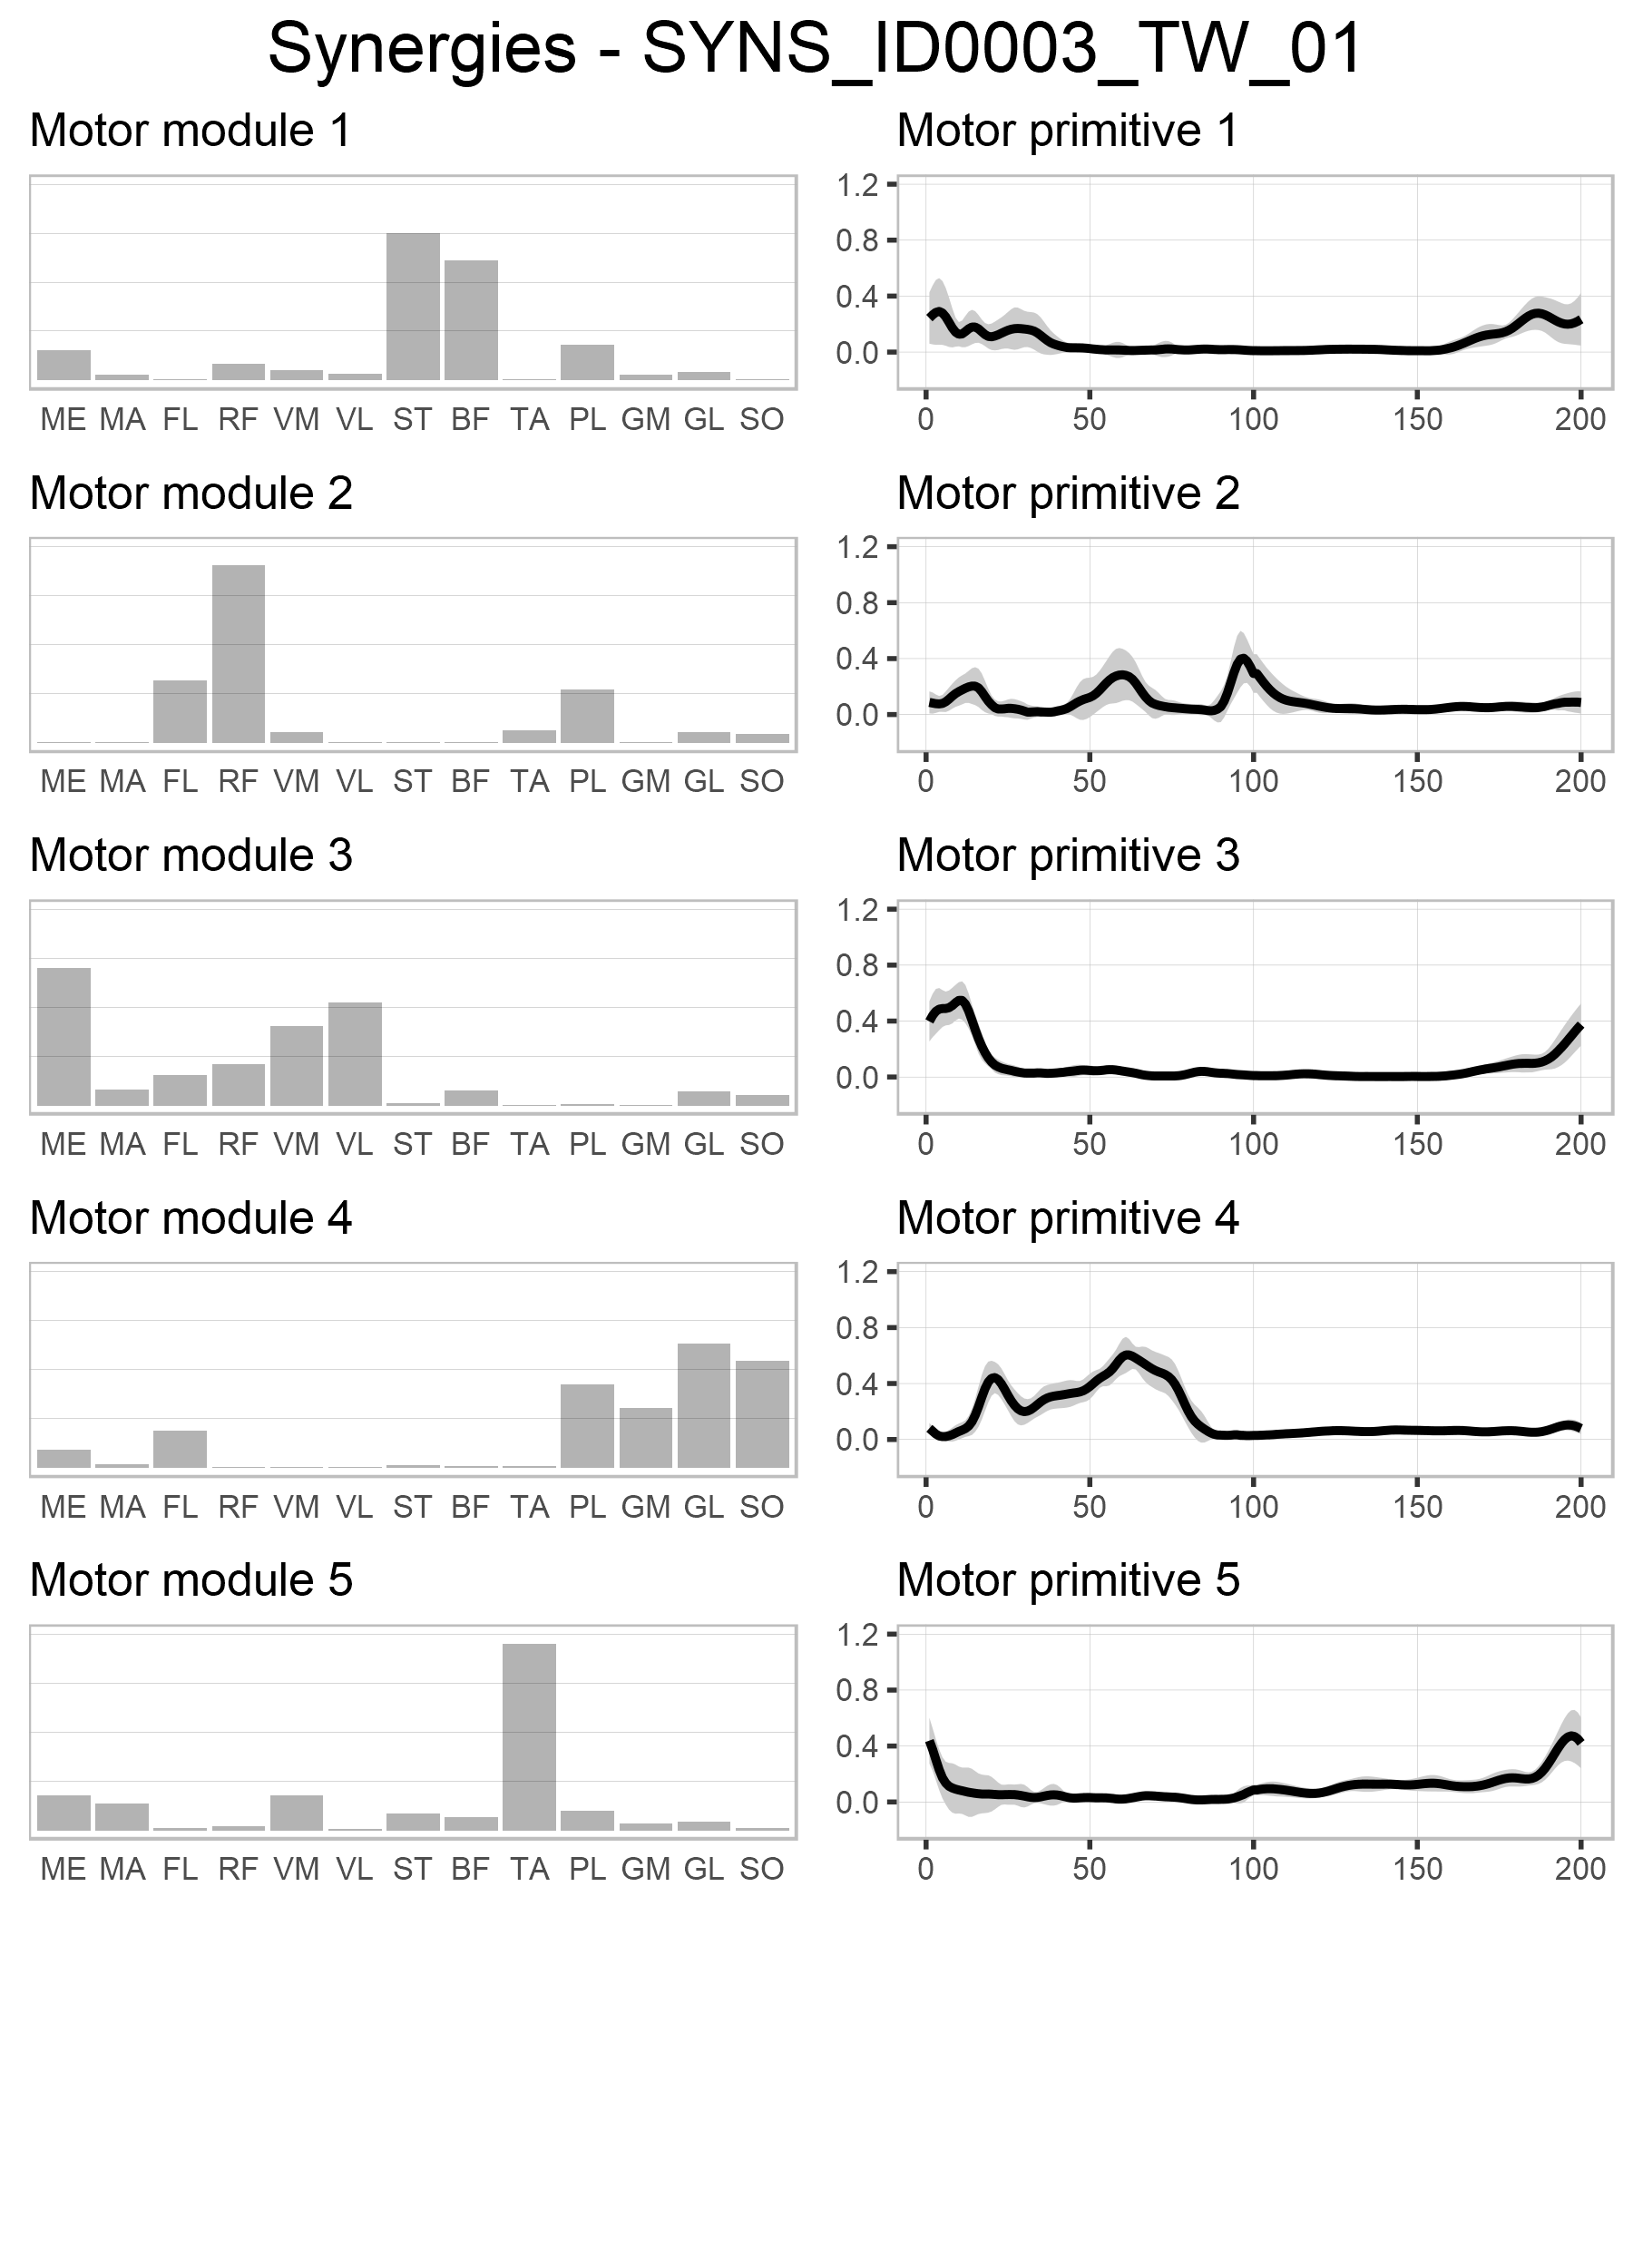 Synergies - SYNS_ID0003_TW_01
Motor module 1
Motor primitive 1
1.2
0.8
0.4
0.0
ME MA FL RF VM VL ST BF TA PL GM GL SO
0 50 100 150 200
Motor module 2
Motor primitive 2
1.2
0.8
0.4
0.0
ME MA FL RF VM VL ST BF TA PL GM GL SO
0 50 100 150 200
Motor module 3
Motor primitive 3
1.2
0.8
0.4
0.0
ME MA FL RF VM VL ST BF TA PL GM GL SO
0 50 100 150 200
Motor module 4
Motor primitive 4
1.2
0.8
0.4
0.0
ME MA FL RF VM VL ST BF TA PL GM GL SO
0 50 100 150 200
Motor module 5
Motor primitive 5
1.2
0.8
0.4
0.0
ME MA FL RF VM VL ST BF TA PL GM GL SO
0 50 100 150 200